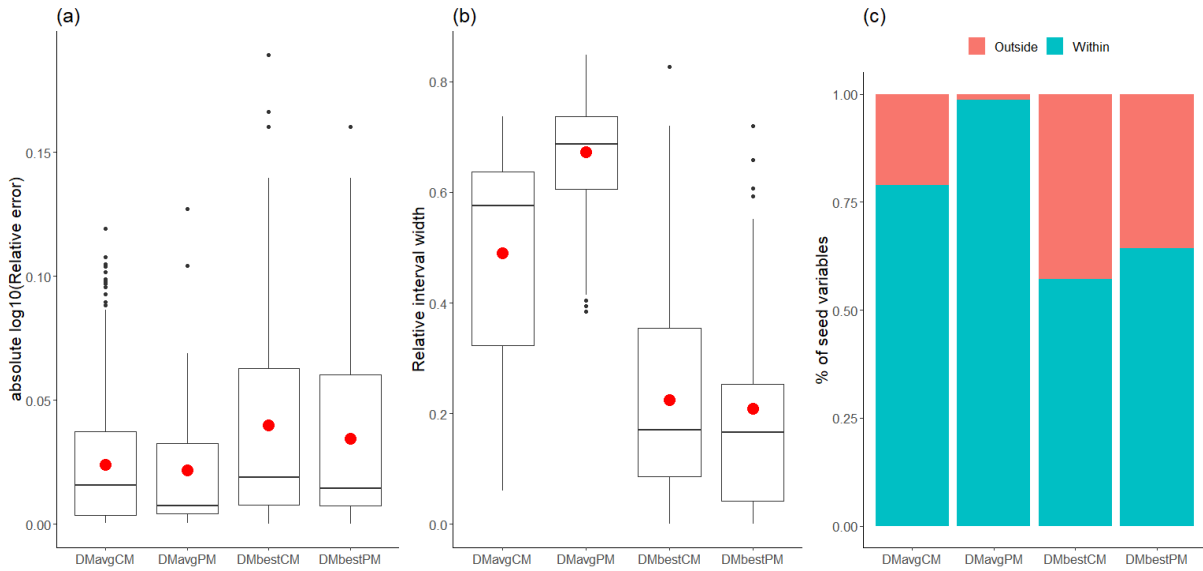 (a)
absolute log10(Relative error)
0.15
0.10
0.05
0.00
DMavgCM DMavgPM DMbestCM DMbestPM
(b)
Relative interval width
0.8
0.6
0.4
0.2
0.0
DMavgCM DMavgPM DMbestCM DMbestPM
(c)
Outside Within
% of seed variables
1.00
0.75
0.50
0.25
0.00
DMavgCM DMavgPM DMbestCM DMbestPM